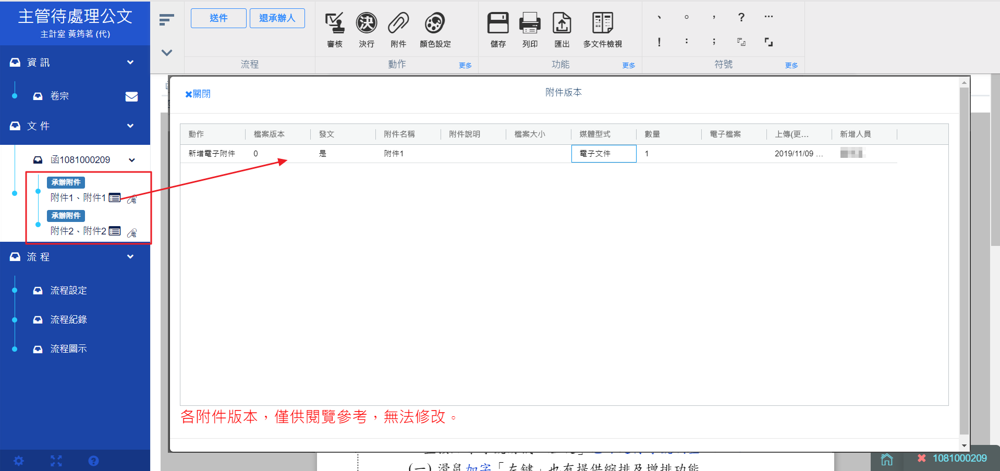 主管待處理公文
主計室 黃筠茗 (代)
資 訊
卷宗
文 件
函1081000209
承辦附件
附件1、附件1
承辦附件
附件2、附件2
流 程
流程設定
流程紀錄
流程圖示
送件
退承辦人
流程
審核
決行
附件
顏色設定
動作
更多
儲存
列印
匯出
多文件檢視
功能
更多
、 。 , ? …
! : ; 『』 「」
符號
更多
✖關閉
附件版本
動作 檔案版本 發文 附件名稱 附件說明 檔案大小 媒體型式 數量 電子檔案 上傳(更... 新增人員
新增電子附件 0 是 附件1 電子文件 1 2019/11/09 ...
各附件版本，僅供閱覽參考，無法修改。
(一) 滑鼠如字「左鍵」也有提供縮排及增排功能
1081000209